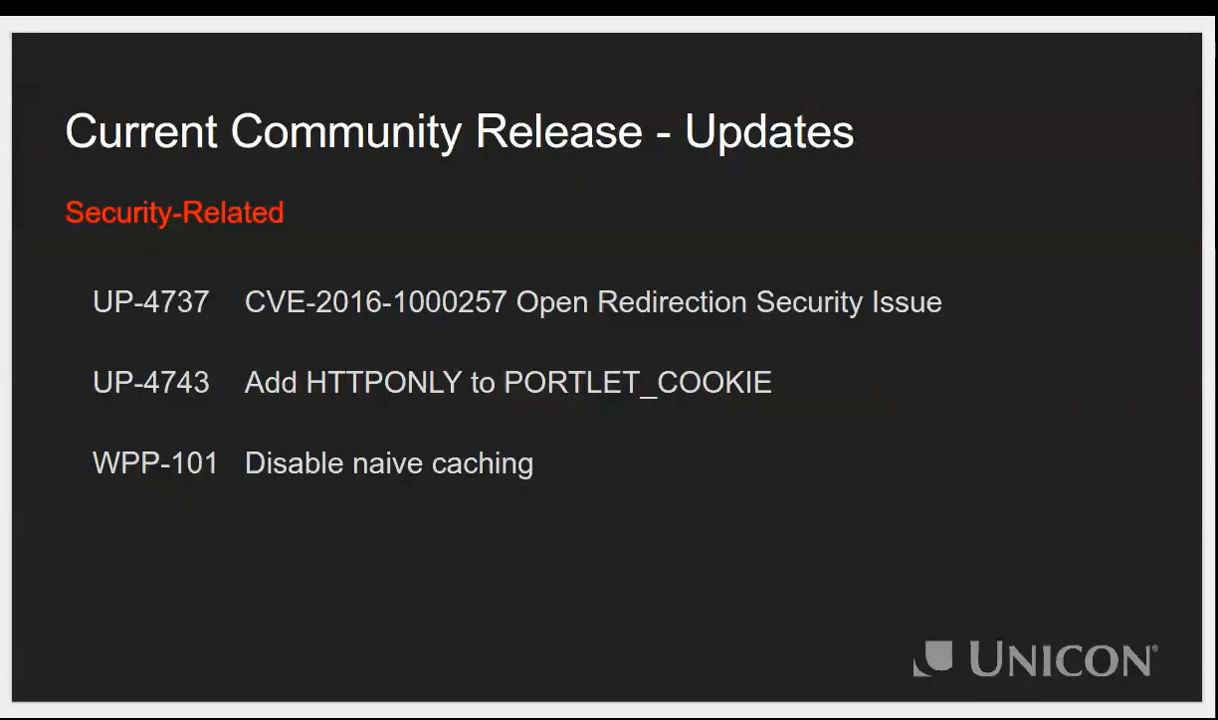 Current Community Release - Updates
Security-Related
UP-4737 CVE-2016-1000257 Open Redirection Security Issue
UP-4743 Add HTTPONLY to PORTLET_COOKIE
WPP-101 Disable naive caching
UNICON®